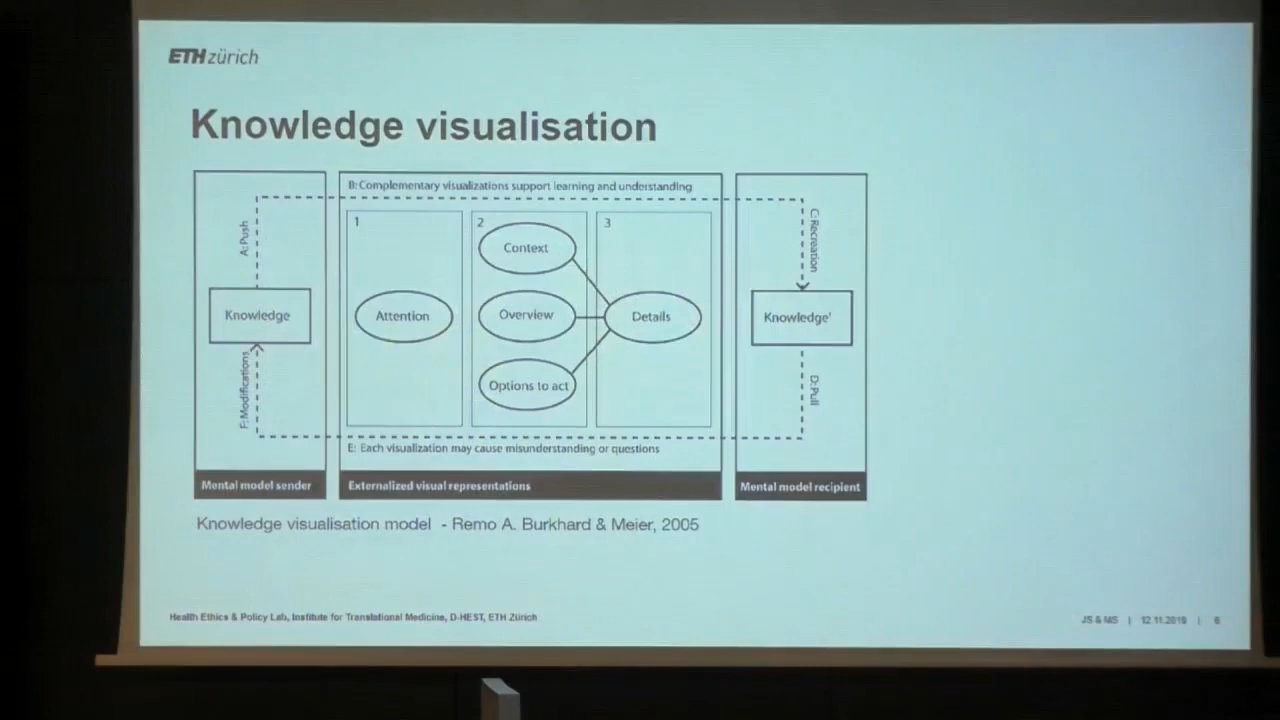 ETH zürich
Knowledge visualisation
B: Complementary visualizations support learning and understanding
A: Push
1
2
3
C: Recreation
Context
Knowledge
Attention
Overview
Details
Knowledge'
Options to act
F: Modifications
D: Pull
E: Each visualization may cause misunderstanding or questions
Mental model sender
Externalized visual representations
Mental model recipient
Knowledge visualisation model - Remo A. Burkhard & Meier, 2005
Health Ethics & Policy Lab, Institute for Translational Medicine, D-HEST, ETH Zürich
JS & MS | 12.11.2019 | 6